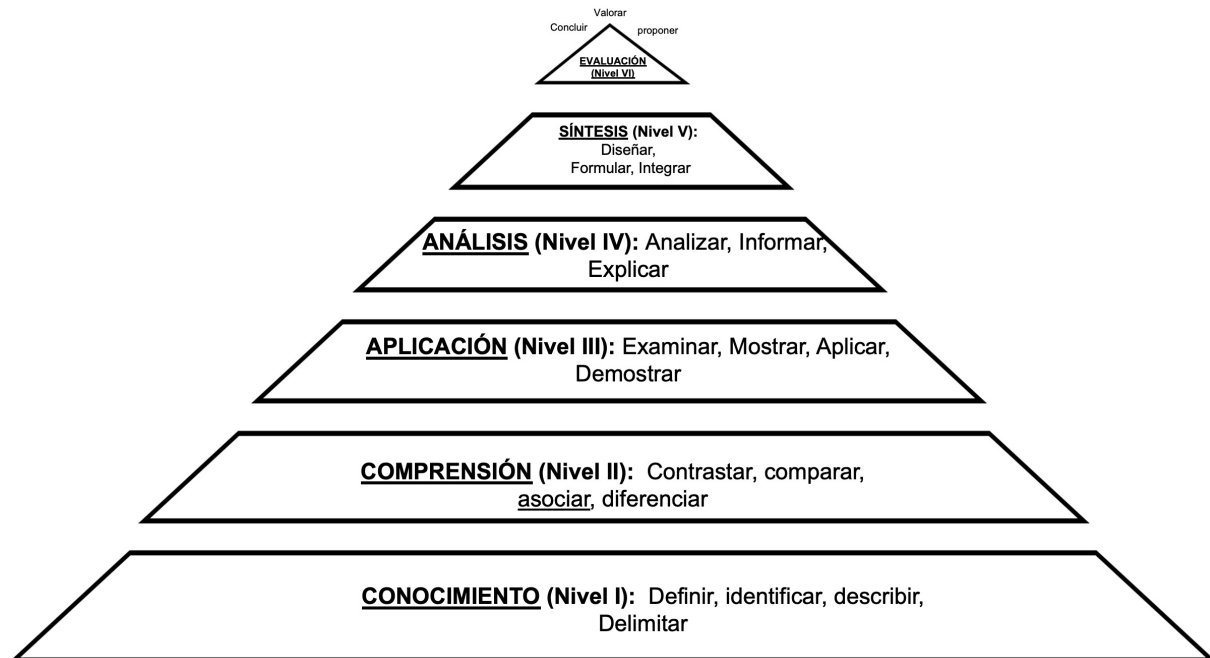 Valorar
Concluir proponer
EVALUACIÓN
(Nivel VI)
SÍNTESIS (Nivel V):
Diseñar,
Formular, Integrar
ANÁLISIS (Nivel IV): Analizar, Informar,
Explicar
APLICACIÓN (Nivel III): Examinar, Mostrar, Aplicar,
Demostrar
COMPRENSIÓN (Nivel II): Contrastar, comparar,
asociar, diferenciar
CONOCIMIENTO (Nivel I): Definir, identificar, describir,
Delimitar